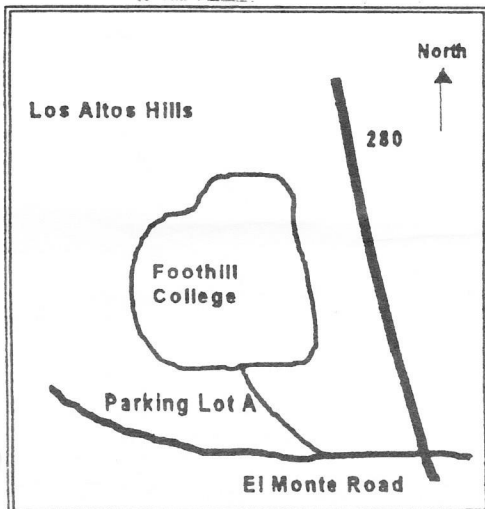 North
Los Altos Hills
280
Foothill
College
Parking Lot A
El Monte Road